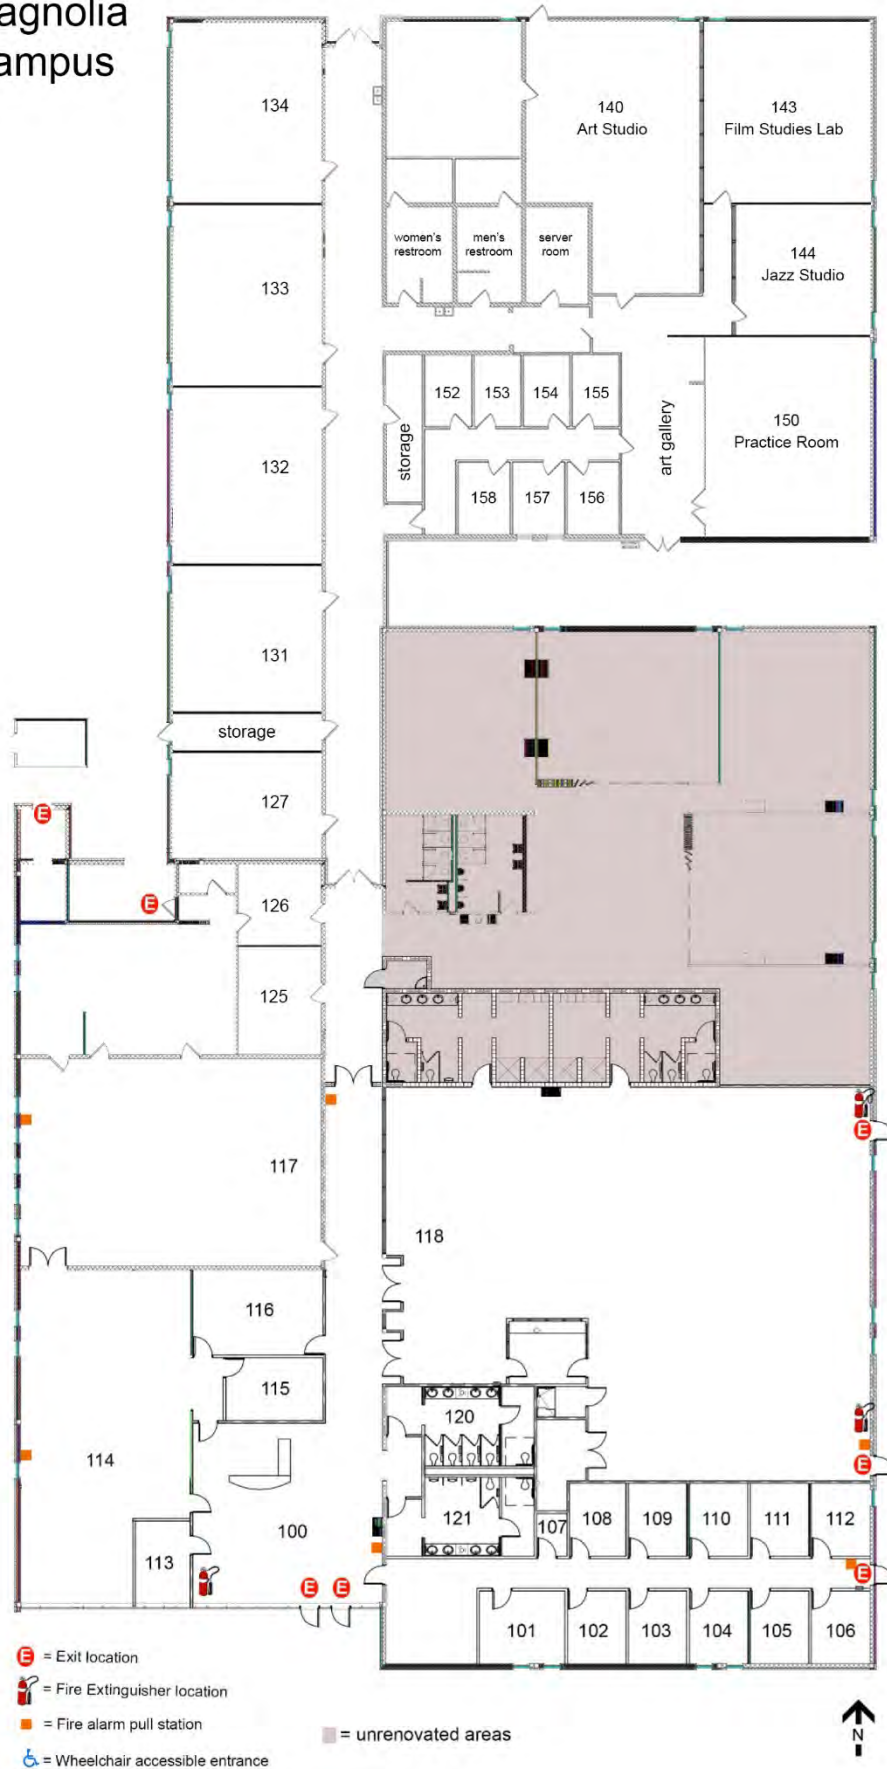 agnolia
ampus
134
140
Art Studio
143
Film Studies Lab
women's
restroom
men's
restroom
server
room
133
144
Jazz Studio
152
153
154
155
storage
art gallery
150
Practice Room
132
158
157
156
131
storage
127
E
E
126
125
E
117
118
116
115
120
114
E
100
121
107
108
109
110
111
112
113
E
E
E
101
102
103
104
105
106
E = Exit location
= Fire Extinguisher location
= Fire alarm pull station
= unrenovated areas
= Wheelchair accessible entrance
N